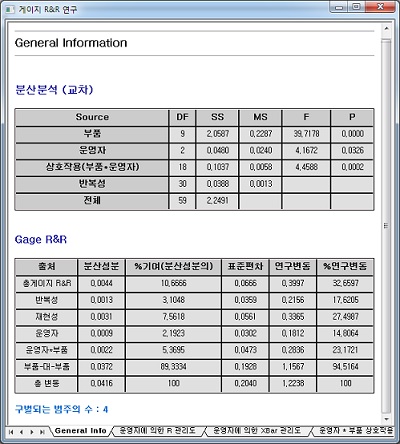 게이지 R&R 연구
General Information
분산분석 (교차)
Source DF SS MS F P
부품 9 2,0587 0,2287 39,7178 0,0000
운영자 2 0,0480 0,0240 4,1672 0,0326
상호작용(부품*운영자) 18 0,1037 0,0058 4,4588 0,0002
반복성 30 0,0388 0,0013
전체 59 2,2491
Gage R&R
출처 분산성분 %기여(분산성분의) 표준편차 연구변동 %연구변동
총게이지 R&R 0,0044 10,6666 0,0666 0,3997 32,6597
반복성 0,0013 3,1048 0,0359 0,2156 17,6205
재현성 0,0031 7,5618 0,0561 0,3365 27,4987
운영자 0,0009 2,1923 0,0302 0,1812 14,8064
운영자*부품 0,0022 5,3695 0,0473 0,2836 23,1721
부품-대-부품 0,0372 89,3334 0,1928 1,1567 94,5164
총 변동 0,0416 100 0,2040 1,2238 100
구별되는 범주의 수 : 4
General Info 운영자에 의한 R 관리도 운영자에 의한 XBar 관리도 운영자 * 부품 상호작용